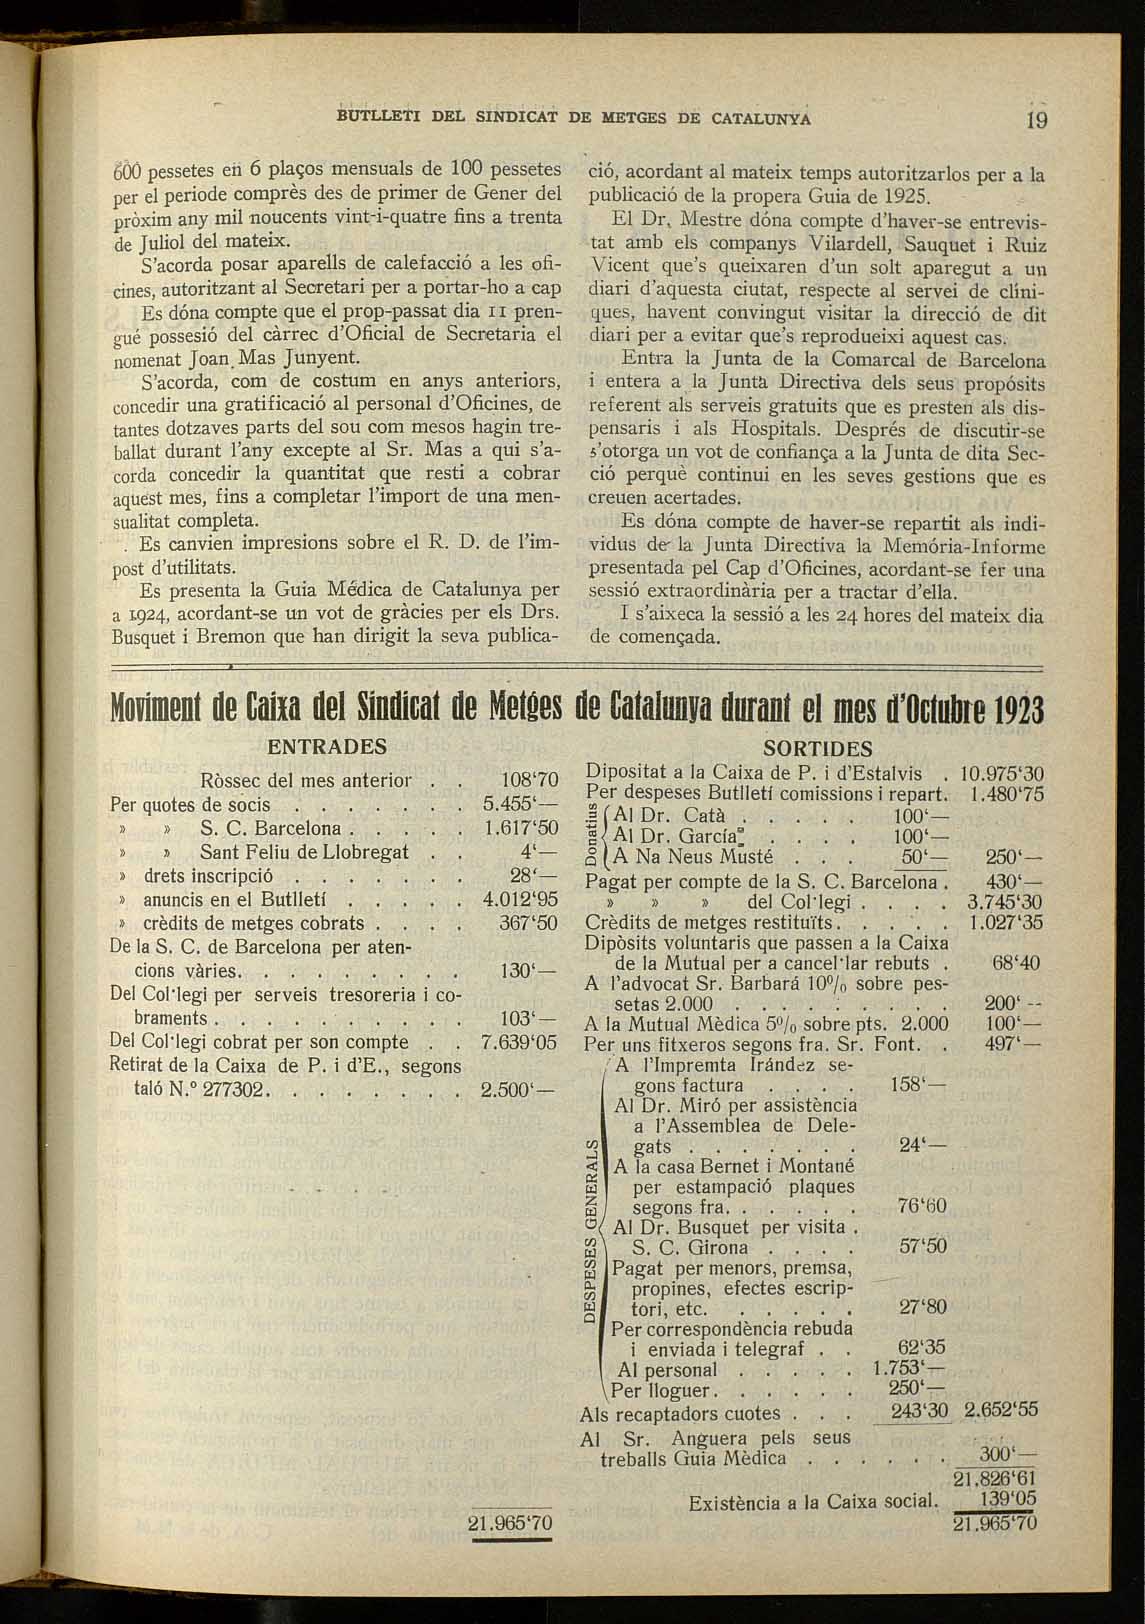 BUTLLETI DEL SINDICAT DE METGES DE CATALUNYA 19
600 pessetes en 6 plaços mensuals de 100 pessetes
per el periode comprès des de primer de Gener del
pròxim any mil noucents vint-i-quatre fins a trenta
de Juliol del mateix.
S'acorda posar aparells de calefacció a les ofi-
cines, autoritzant al Secretari per a portar-ho a cap
Es dóna compte que el prop-passat dia 11 pren-
gué possesió del càrrec d'Oficial de Secretaria el
nomenat Joan Mas Junyent.
S'acorda, com de costum en anys anteriors,
concedir una gratificació al personal d'Oficines, de
tantes dotzaves parts del sou com mesos hagin tre-
ballat durant l'any excepte al Sr. Mas a qui s'a-
corda concedir la quantitat que resti a cobrar
aquest mes, fins a completar l'import de una men-
sualitat completa.
Es canvien impresions sobre el R. D. de l'im-
post d'utilitats.
Es presenta la Guia Médica de Catalunya per
a 1924, acordant-se un vot de gràcies per els Drs.
Busquet i Bremon que han dirigit la seva publica-
ció, acordant al mateix temps autoritzarlos per a la
publicació de la propera Guia de 1925.
El Dr. Mestre dóna compte d'haver-se entrevis-
tat amb els companys Vilardell, Sauquet i Ruiz
Vicent que's queixaren d'un solt aparegut a un
diari d'aquesta ciutat, respecte al servei de clíni-
ques, havent convingut visitar la direcció de dit
diari per a evitar que's reprodueixi aquest cas.
Entra la Junta de la Comarcal de Barcelona
i entera a la Junta Directiva dels seus propósits
referent als serveis gratuits que es presten als dis-
pensaris i als Hospitals. Després de discutir-se
s'otorga un vot de confiança a la Junta de dita Sec-
ció perquè continui en les seves gestions que es
creuen acertades.
Es dóna compte de haver-se repartit als indi-
vidus de la Junta Directiva la Memória-Informe
presentada pel Cap d'Oficines, acordant-se fer una
sessió extraordinària per a tractar d'ella.
I s'aixeca la sessió a les 24 hores del mateix dia
de començada.
Moviment de Caixa del Sindicat de Metges de Catalunya durant el mes d'Octubre 1923
ENTRADES
Ròssec del mes anterior . . 108'70
Per quotes de socis . . . . . . . 5.455'—
» » S. C. Barcelona . . . . . 1.617'50
» » Sant Feliu de Llobregat . . 4'—
» drets inscripció . . . . . . . 28'—
» anuncis en el Butlletí . . . . . 4.012'95
» crèdits de metges cobrats . . . . 367'50
De la S. C. de Barcelona per aten-
cions vàries. . . . . . . . . 130'—
Del Col·legi per serveis tresoreria i co-
braments . . . . . . . . . . 103'—
Del Col·legi cobrat per son compte . . 7.639'05
Retirat de la Caixa de P. i d'E., segons
taló N.º 277302. . . . . . . . 2.500'—
21.965'70
SORTIDES
Dipositat a la Caixa de P. i d'Estalvis . 10.975'30
Per despeses Butlletí comissions i repart. 1.480'75
Donatius
Al Dr. Catà . . . . . 100'—
Al Dr. García . . . . 100'—
A Na Neus Musté . . . 50'— 250'—
Pagat per compte de la S. C. Barcelona . 430'—
» » » del Col·legi . . . . 3.745'30
Crèdits de metges restituïts. . . . . 1.027'35
Dipòsits voluntaris que passen a la Caixa
de la Mutual per a cancel·lar rebuts . 68'40
A l'advocat Sr. Barbará 10% sobre pes-
setas 2.000 . . . . . . . . . 200'--
A la Mutual Mèdica 5% sobre pts. 2.000 100'—
Per uns fitxeros segons fra. Sr. Font. . 497'—
DESPESES GENERALS
A l'Impremta Irández se-
gons factura . . . . 158'—
Al Dr. Miró per assistència
a l'Assemblea de Dele-
gats . . . . . . . 24'—
A la casa Bernet i Montané
per estampació plaques
segons fra. . . . . . 76'60
Al Dr. Busquet per visita .
S. C. Girona . . . . 57'50
Pagat per menors, premsa,
propines, efectes escrip-
tori, etc. . . . . . 27'80
Per correspondència rebuda
i enviada i telegraf . . 62'35
Al personal . . . . . 1.753'—
Per lloguer. . . . . . 250'—
Als recaptadors cuotes . . . 243'30 2.652'55
Al Sr. Anguera pels seus
treballs Guia Mèdica . . . . . . 300'—
21.826'61
Existència a la Caixa social. 139'05
21.965'70